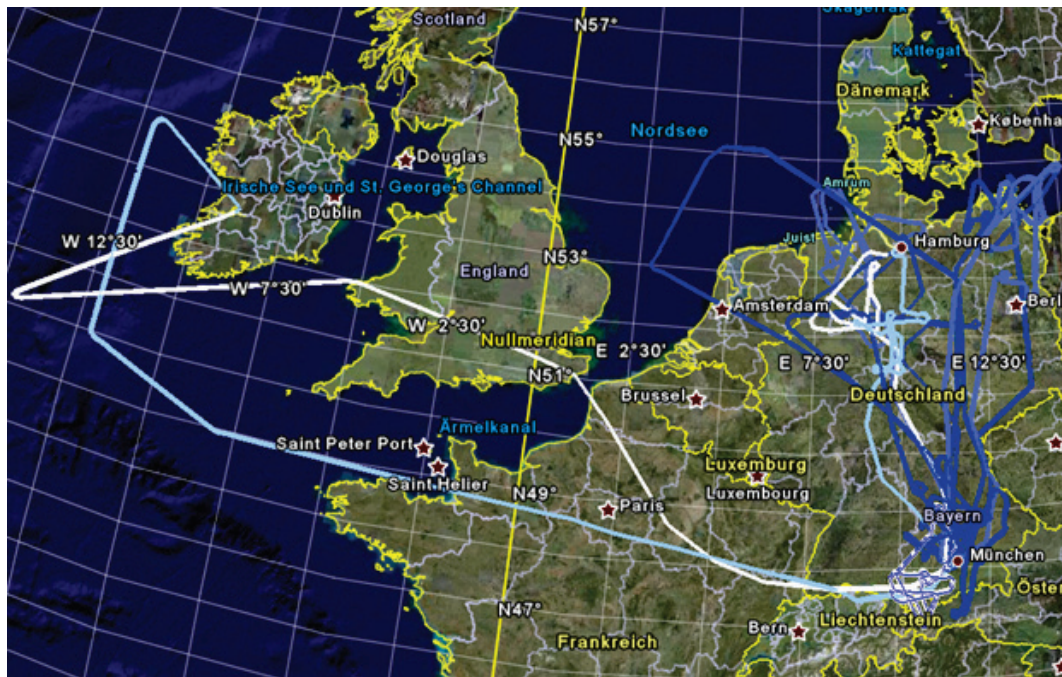 Skagerrak
Scotland
N57°
Kattegat
Dänemark
Københa
Nordsee
N55°
Douglas
Irische See und St. George's Channel
Amrum
Dublin
Juist
Hamburg
W 12°30'
N53°
England
W 7°30'
Amsterdam
Berl
W 2°30'
Nullmeridian
E 2°30'
E 7°30'
E 12°30'
N51°
Deutschland
Brussel
Ärmelkanal
Saint Peter Port
Luxemburg
Saint Helier
Luxembourg
N49°
Paris
Bayern
München
Öster
N47°
Liechtenstein
Bern
Frankreich